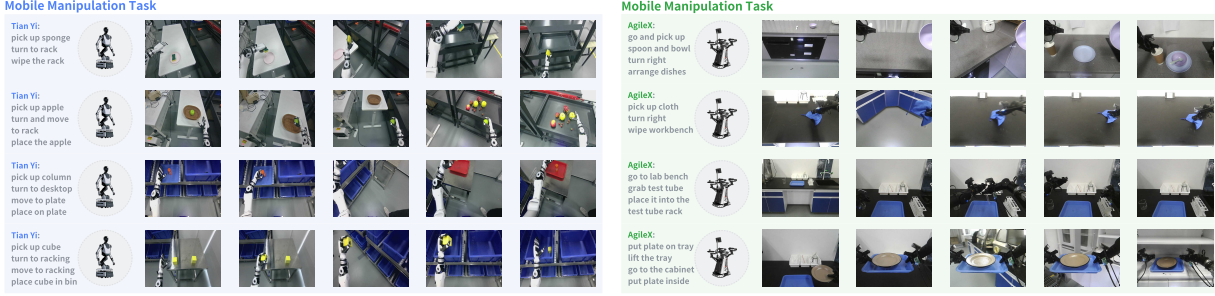 Mobile Manipulation Task
Tian Yi:
pick up sponge
turn to rack
wipe the rack
Tian Yi:
pick up apple
turn and move
to rack
place the apple
Tian Yi:
pick up column
turn to desktop
move to plate
place on plate
Tian Yi:
pick up cube
turn to racking
move to racking
place cube in bin
Mobile Manipulation Task
AgileX:
go and pick up
spoon and bowl
turn right
arrange dishes
AgileX:
pick up cloth
turn right
wipe workbench
AgileX:
go to lab bench
grab test tube
place it into the
test tube rack
AgileX:
put plate on tray
lift the tray
go to the cabinet
put plate inside